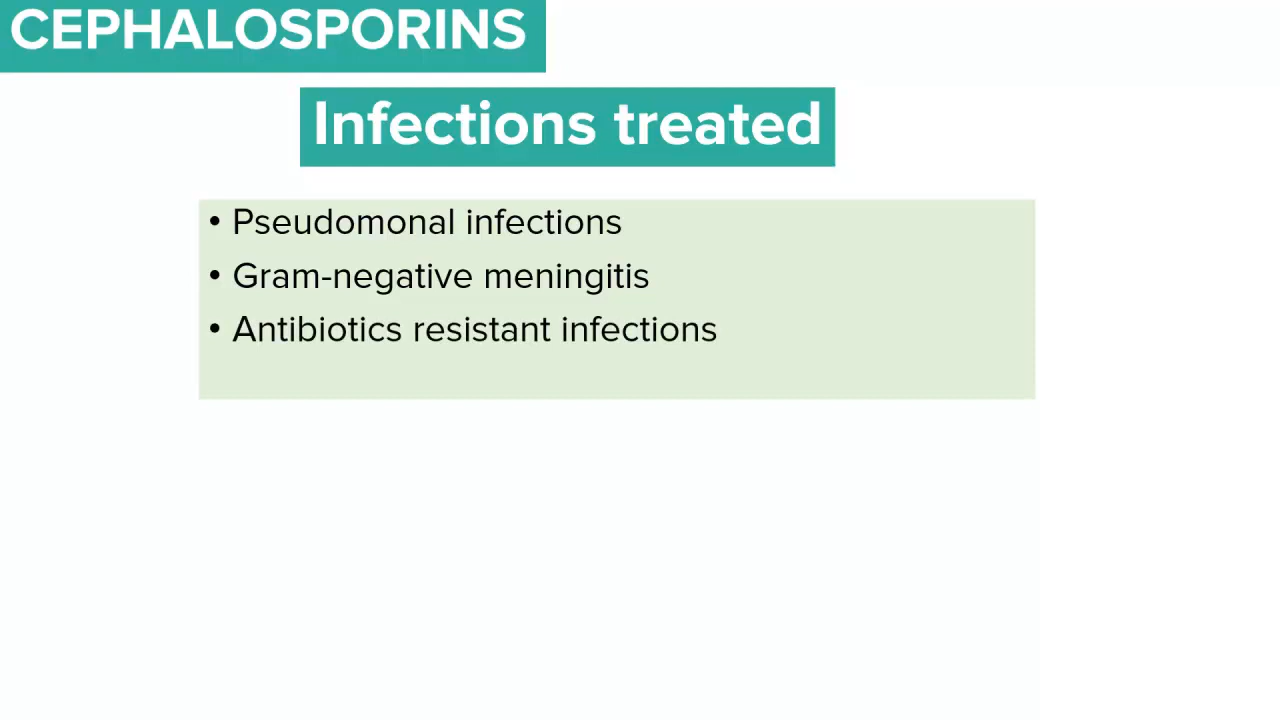 CEPHALOSPORINS
Infections treated
• Pseudomonal infections
• Gram-negative meningitis
• Antibiotics resistant infections